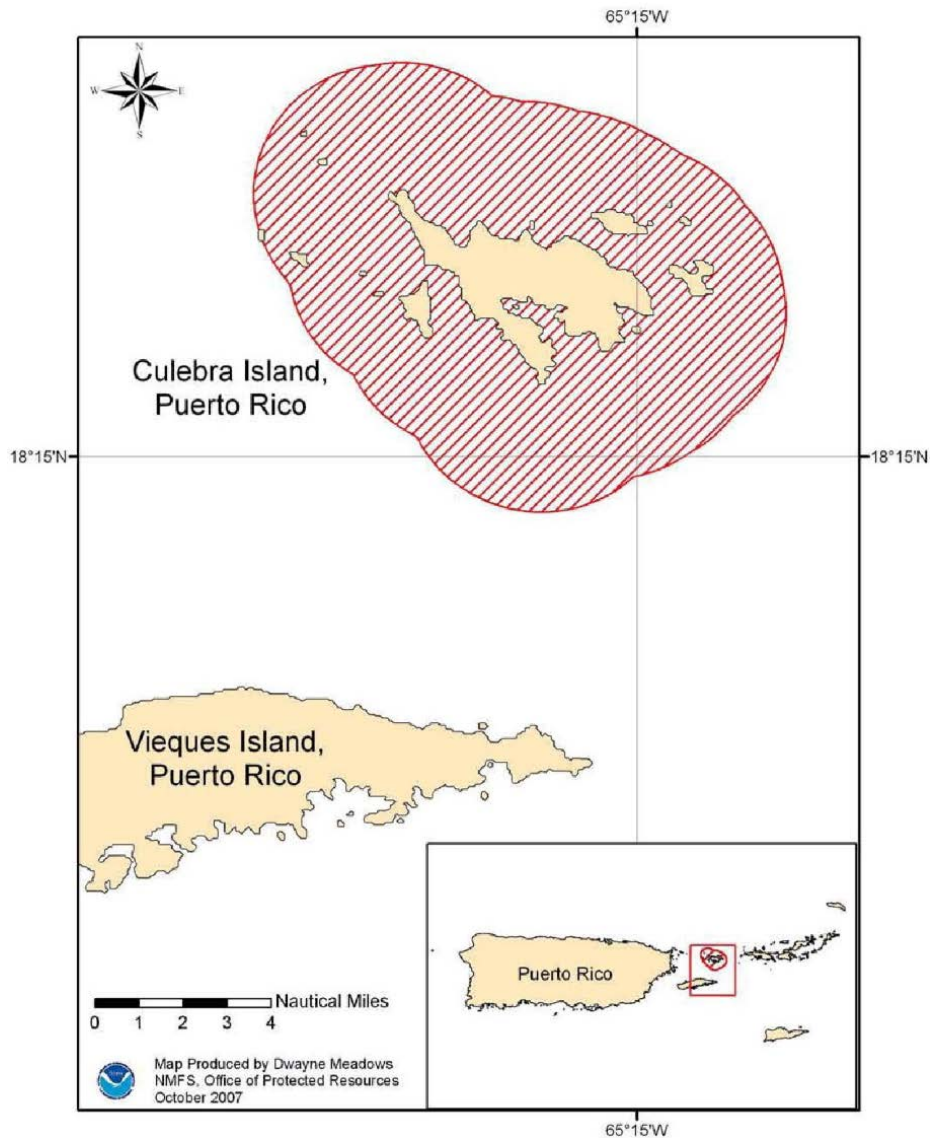 65°15'W
N
W E
S
Culebra Island,
Puerto Rico
18°15'N 18°15'N
Vieques Island,
Puerto Rico
Puerto Rico
Nautical Miles
0 1 2 3 4
Map Produced by Dwayne Meadows
NMFS, Office of Protected Resources
October 2007
65°15'W